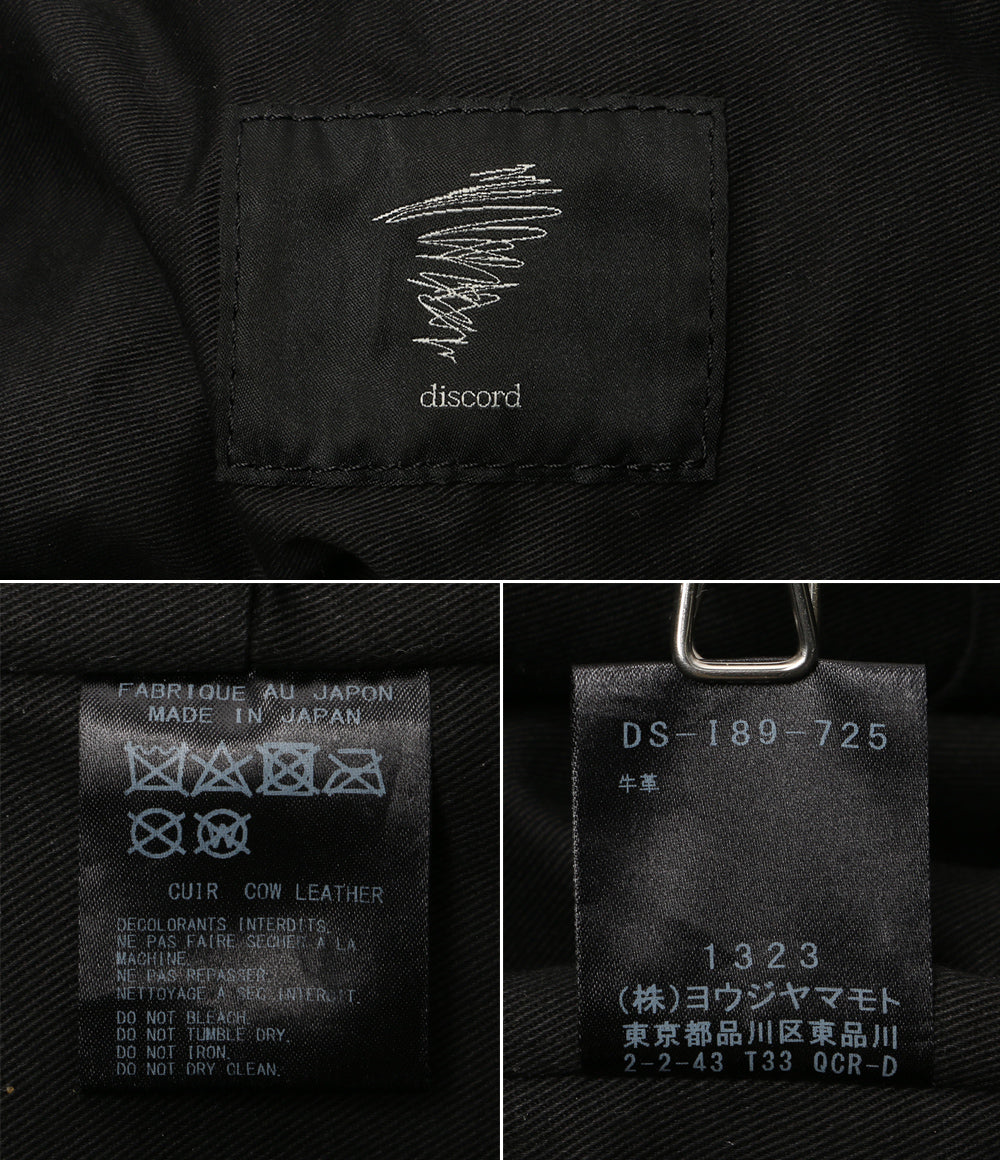 discord
FABRIQUE AU JAPON
MADE IN JAPAN
CUIR COW LEATHER
DECOLORANTS INTERDITS.
NE PAS FAIRE SECHER A LA
MACHINE.
NE PAS REPASSER.
NETTOYAGE A SEC INTERDIT.
DO NOT BLEACH.
DO NOT TUMBLE DRY.
DO NOT IRON.
DO NOT DRY CLEAN.
DS-I89-725
牛革
1323
(株)ヨウジヤマモト
東京都品川区東品川
2-2-43 T33 QCR-D